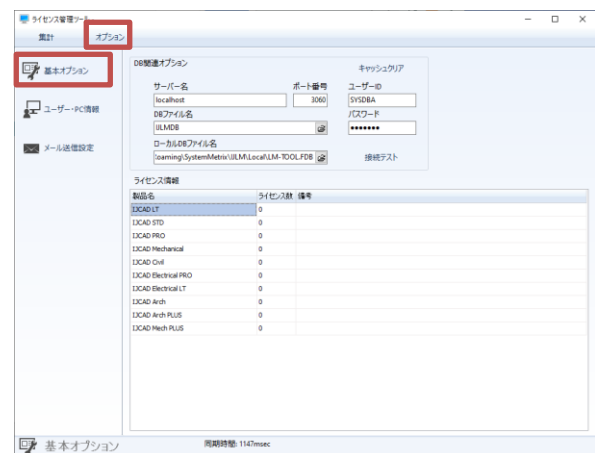 ライセンス管理ツール
集計 オプション
基本オプション
ユーザー・PC情報
メール送信設定
DB関連オプション
キャッシュクリア
サーバー名 ポート番号 ユーザーID
localhost 3060 SYSDBA
DBファイル名 パスワード
IJLMDB •••••••
ローカルDBファイル名
:oaming\SystemMetrix\IJLM\Local\LM-TOOL.FDB 接続テスト
ライセンス情報
製品名 ライセンス数 備考
IJCAD LT 0
IJCAD STD 0
IJCAD PRO 0
IJCAD Mechanical 0
IJCAD Civil 0
IJCAD Electrical PRO 0
IJCAD Electrical LT 0
IJCAD Arch 0
IJCAD Arch PLUS 0
IJCAD Mech PLUS 0
基本オプション 同期時間: 1147msec